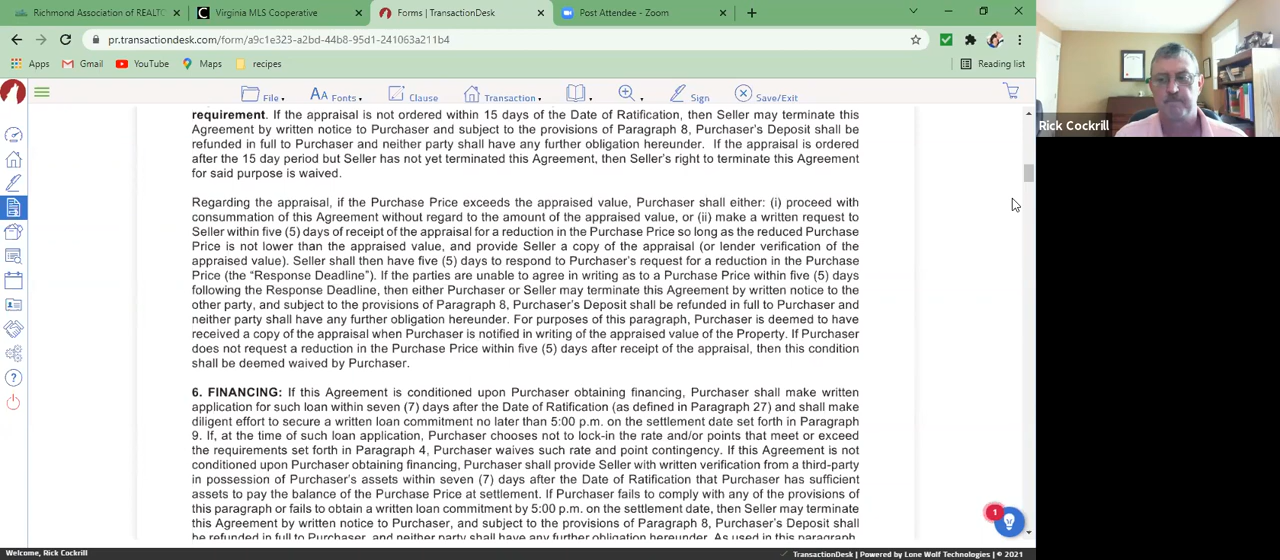 Richmond Association of REALTO
Virginia MLS Cooperative
Forms | TransactionDesk
Post Attendee - Zoom
pr.transactiondesk.com/form/a9c1e323-a2bd-44b8-95d1-241063a211b4
Apps
Gmail
YouTube
Maps
recipes
Reading list
File
Fonts
Clause
Transaction
Sign
Save/Exit
Rick Cockrill
requirement. If the appraisal is not ordered within 15 days of the Date of Ratification, then Seller may terminate this
Agreement by written notice to Purchaser and subject to the provisions of Paragraph 8, Purchaser's Deposit shall be
refunded in full to Purchaser and neither party shall have any further obligation hereunder. If the appraisal is ordered
after the 15 day period but Seller has not yet terminated this Agreement, then Seller's right to terminate this Agreement
for said purpose is waived.
Regarding the appraisal, if the Purchase Price exceeds the appraised value, Purchaser shall either: (i) proceed with
consummation of this Agreement without regard to the amount of the appraised value, or (ii) make a written request to
Seller within five (5) days of receipt of the appraisal for a reduction in the Purchase Price so long as the reduced Purchase
Price is not lower than the appraised value, and provide Seller a copy of the appraisal (or lender verification of the
appraised value). Seller shall then have five (5) days to respond to Purchaser's request for a reduction in the Purchase
Price (the "Response Deadline"). If the parties are unable to agree in writing as to a Purchase Price within five (5) days
following the Response Deadline, then either Purchaser or Seller may terminate this Agreement by written notice to the
other party, and subject to the provisions of Paragraph 8, Purchaser's Deposit shall be refunded in full to Purchaser and
neither party shall have any further obligation hereunder. For purposes of this paragraph, Purchaser is deemed to have
received a copy of the appraisal when Purchaser is notified in writing of the appraised value of the Property. If Purchaser
does not request a reduction in the Purchase Price within five (5) days after receipt of the appraisal, then this condition
shall be deemed waived by Purchaser.
6. FINANCING: If this Agreement is conditioned upon Purchaser obtaining financing, Purchaser shall make written
application for such loan within seven (7) days after the Date of Ratification (as defined in Paragraph 27) and shall make
diligent effort to secure a written loan commitment no later than 5:00 p.m. on the settlement date set forth in Paragraph
9. If, at the time of such loan application, Purchaser chooses not to lock-in the rate and/or points that meet or exceed
the requirements set forth in Paragraph 4, Purchaser waives such rate and point contingency. If this Agreement is not
conditioned upon Purchaser obtaining financing, Purchaser shall provide Seller with written verification from a third-party
in possession of Purchaser's assets within seven (7) days after the Date of Ratification that Purchaser has sufficient
assets to pay the balance of the Purchase Price at settlement. If Purchaser fails to comply with any of the provisions of
this paragraph or fails to obtain a written loan commitment by 5:00 p.m. on the settlement date, then Seller may terminate
this Agreement by written notice to Purchaser, and subject to the provisions of Paragraph 8, Purchaser's Deposit shall
be refunded in full to Purchaser, and neither party shall have any further obligation hereunder. As used in this paragraph,
1
Welcome, Rick Cockrill
TransactionDesk | Powered by Lone Wolf Technologies | © 2021